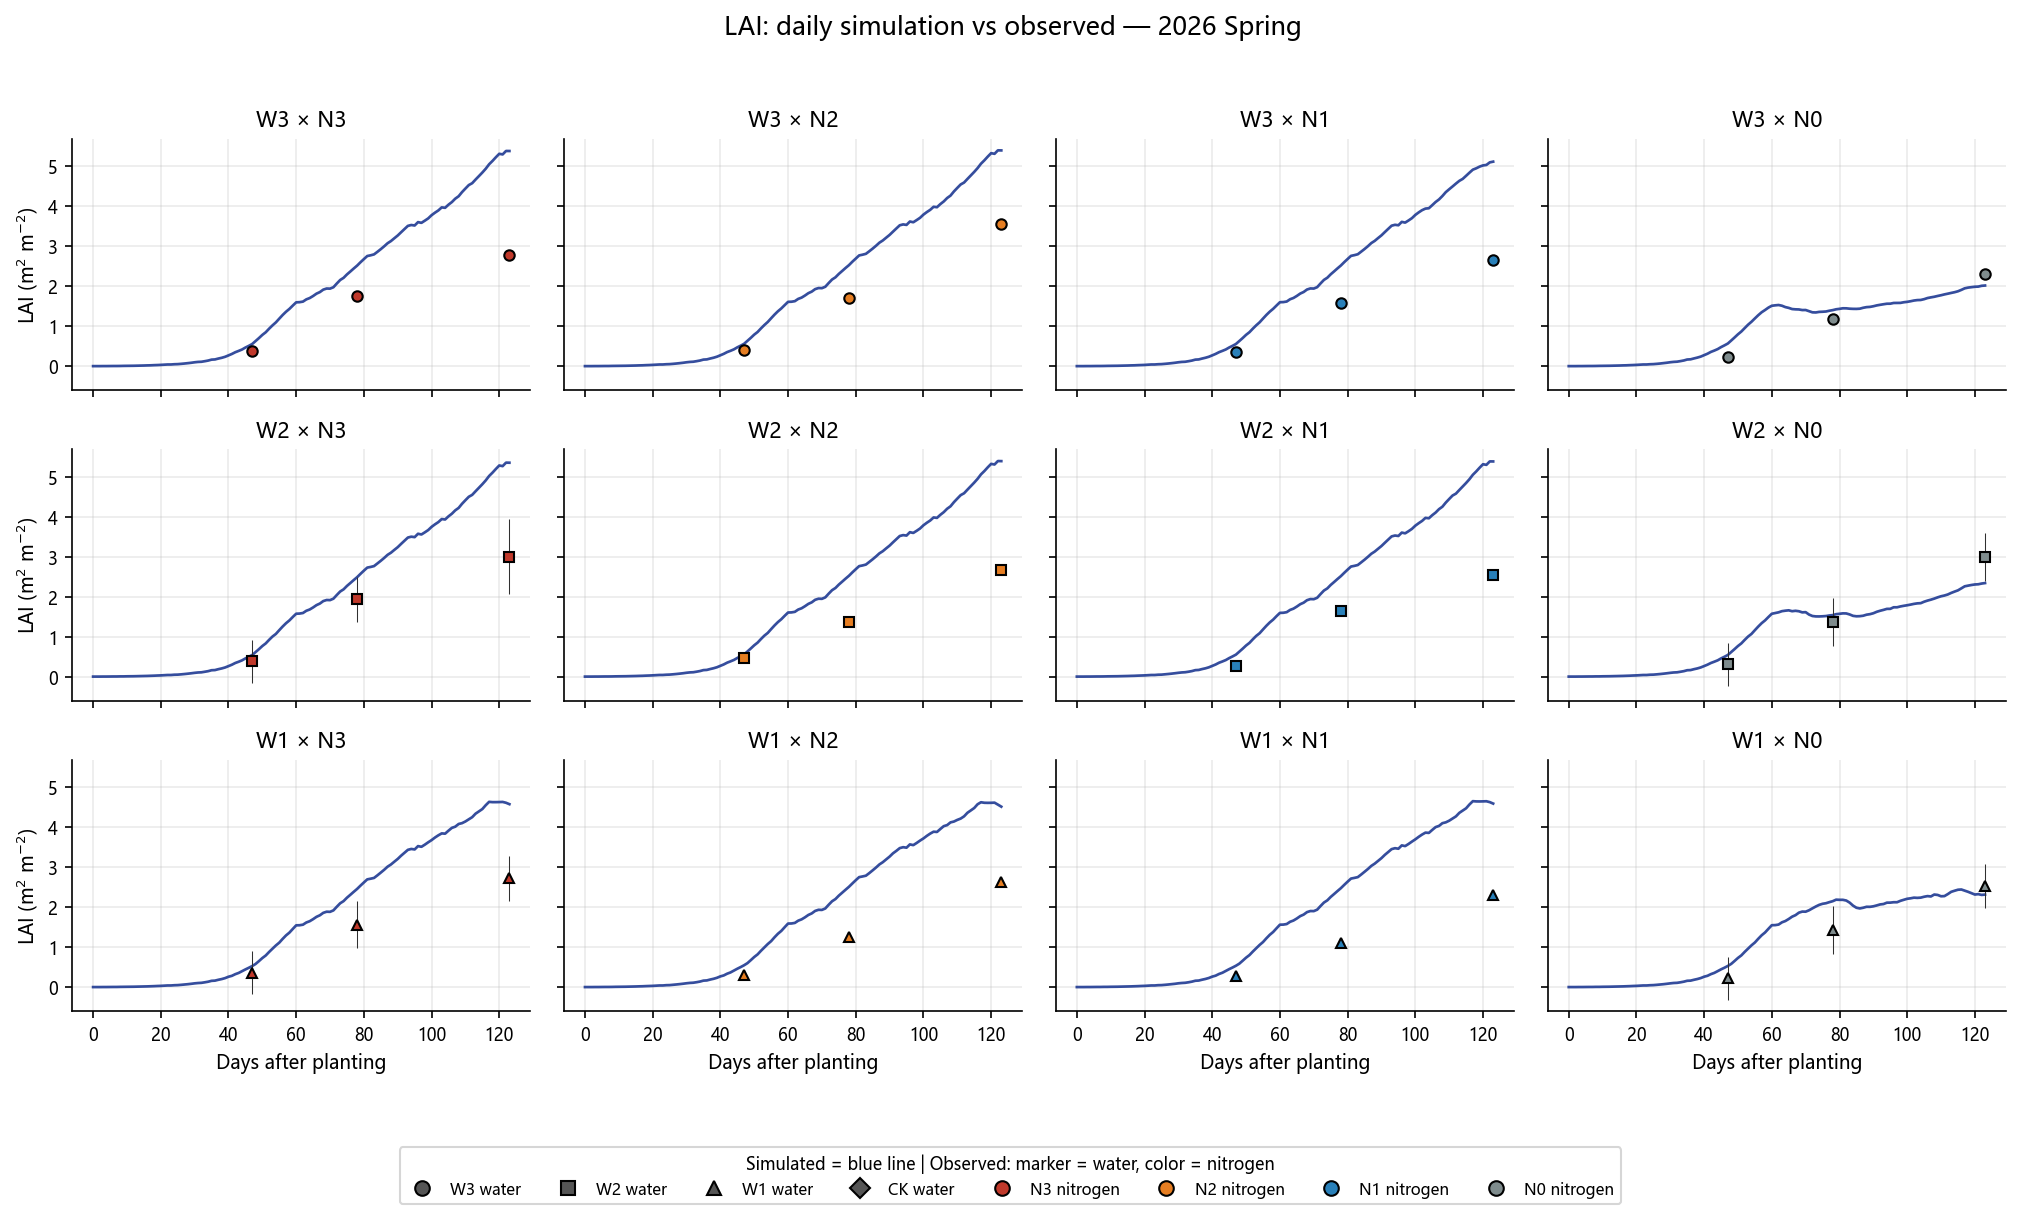 LAI: daily simulation vs observed — 2026 Spring
W3 × N3
W3 × N2
W3 × N1
W3 × N0
5
4
3
2
1
0
LAI (m² m⁻²)
W2 × N3
W2 × N2
W2 × N1
W2 × N0
5
4
3
2
1
0
LAI (m² m⁻²)
W1 × N3
W1 × N2
W1 × N1
W1 × N0
5
4
3
2
1
0
LAI (m² m⁻²)
0 20 40 60 80 100 120
0 20 40 60 80 100 120
0 20 40 60 80 100 120
0 20 40 60 80 100 120
Days after planting
Days after planting
Days after planting
Days after planting
Simulated = blue line | Observed: marker = water, color = nitrogen
W3 water W2 water W1 water CK water N3 nitrogen N2 nitrogen N1 nitrogen N0 nitrogen